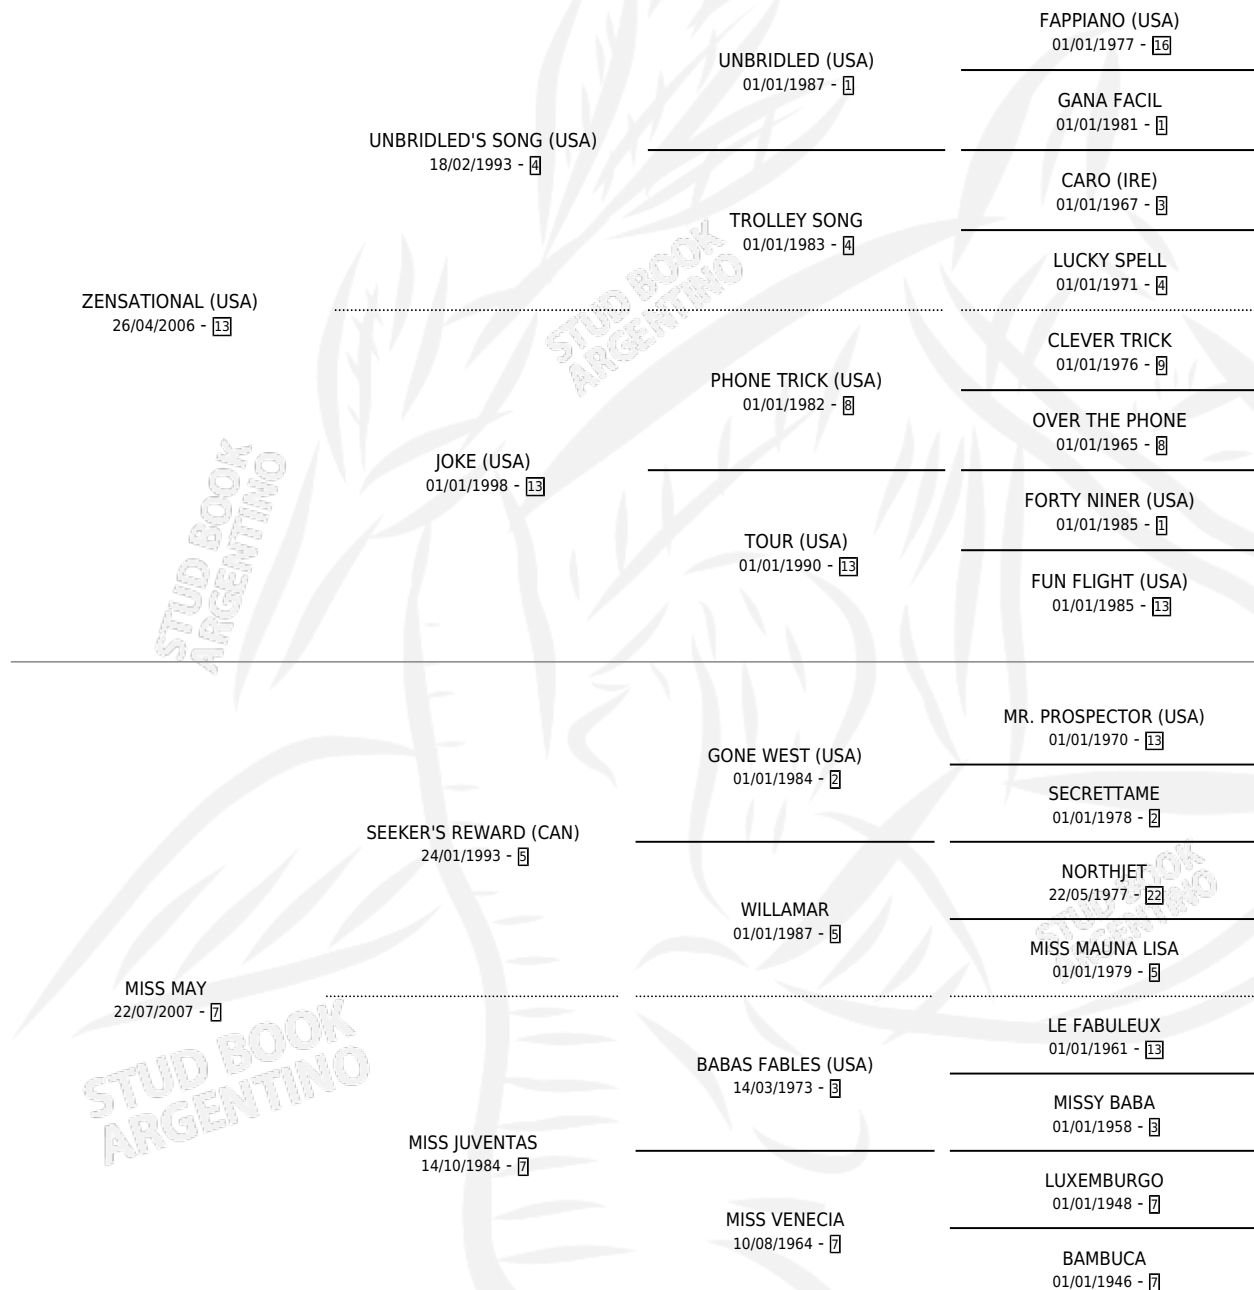 FAPPIANO (USA)
01/01/1977 - 16
UNBRIDLED (USA)
01/01/1987 - 1
GANA FACIL
01/01/1981 - 1
UNBRIDLED'S SONG (USA)
18/02/1993 - 4
CARO (IRE)
01/01/1967 - 3
TROLLEY SONG
01/01/1983 - 4
LUCKY SPELL
01/01/1971 - 4
ZENSATIONAL (USA)
26/04/2006 - 13
STUD BOOK
ARGENTINO
CLEVER TRICK
01/01/1976 - 9
PHONE TRICK (USA)
01/01/1982 - 8
OVER THE PHONE
01/01/1965 - 8
JOKE (USA)
01/01/1998 - 13
FORTY NINER (USA)
01/01/1985 - 1
TOUR (USA)
01/01/1990 - 13
FUN FLIGHT (USA)
01/01/1985 - 13
STUD BOOK
ARGENTINO
MR. PROSPECTOR (USA)
01/01/1970 - 13
GONE WEST (USA)
01/01/1984 - 2
SECRETTAME
01/01/1978 - 2
SEEKER'S REWARD (CAN)
24/01/1993 - 5
NORTHJET
22/05/1977 - 22
STUD BOOK
ARGENTINO
WILLAMAR
01/01/1987 - 5
MISS MAUNA LISA
01/01/1979 - 5
MISS MAY
22/07/2007 - 7
STUD BOOK
ARGENTINO
LE FABULEUX
01/01/1961 - 13
BABAS FABLES (USA)
14/03/1973 - 3
MISSY BABA
01/01/1958 - 3
MISS JUVENTAS
14/10/1984 - 7
LUXEMBURGO
01/01/1948 - 7
MISS VENECIA
10/08/1964 - 7
BAMBUCA
01/01/1946 - 7